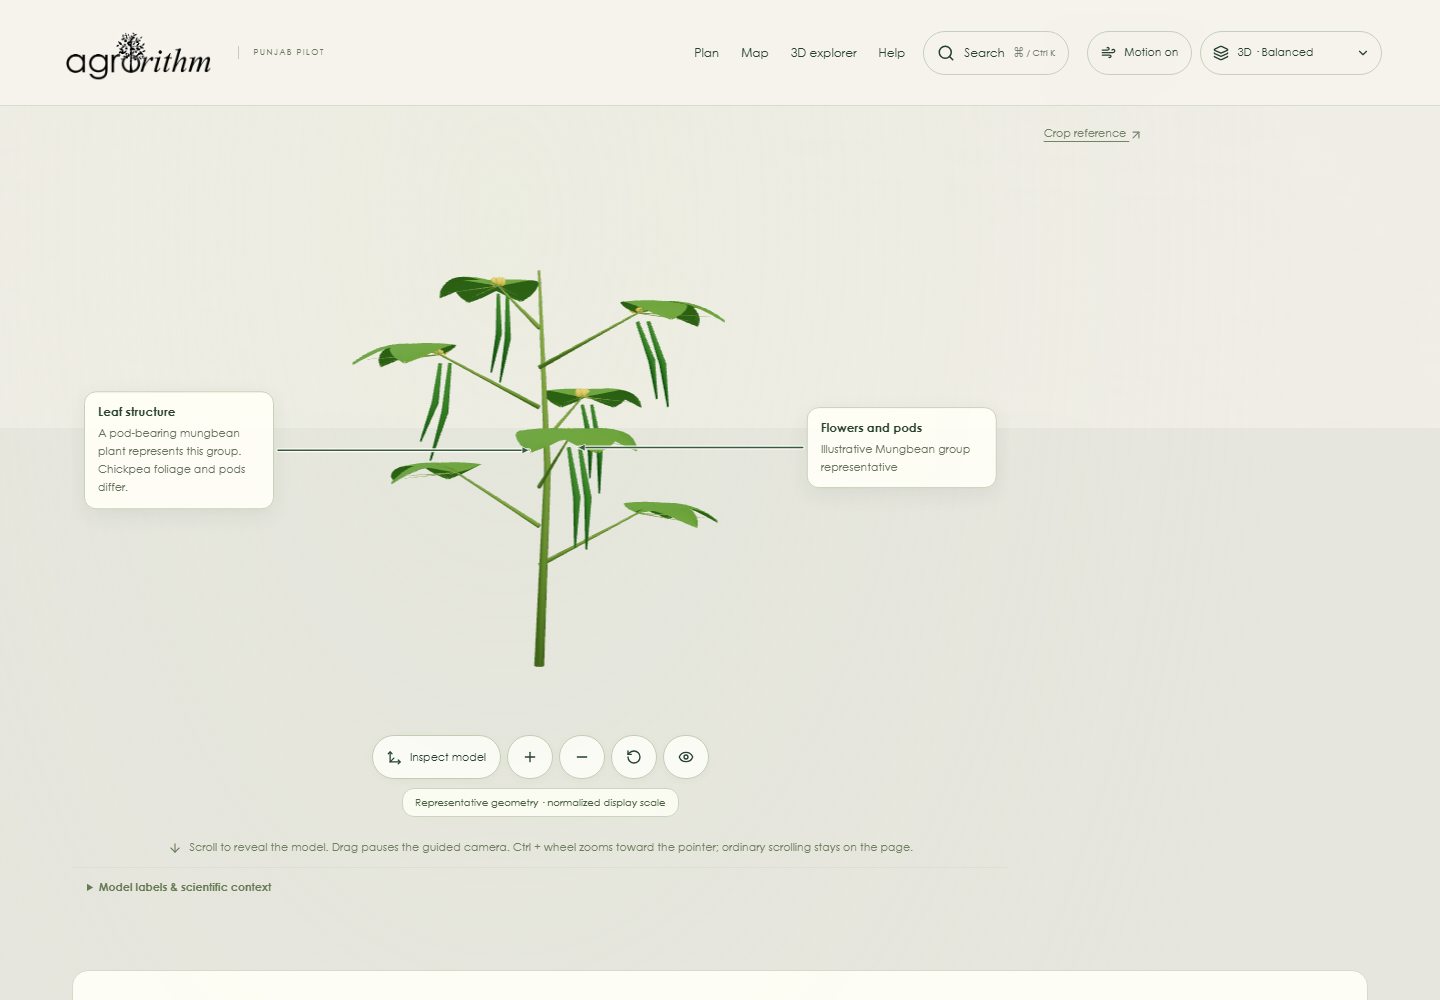 agrorithm
PUNJAB PILOT
Plan
Map
3D explorer
Help
Search ⌘ / Ctrl K
Motion on
3D · Balanced
Crop reference
Leaf structure
A pod-bearing mungbean
plant represents this group.
Chickpea foliage and pods
differ.
Flowers and pods
Illustrative Mungbean group
representative
Inspect model
Representative geometry · normalized display scale
Scroll to reveal the model. Drag pauses the guided camera. Ctrl + wheel zooms toward the pointer; ordinary scrolling stays on the page.
Model labels & scientific context